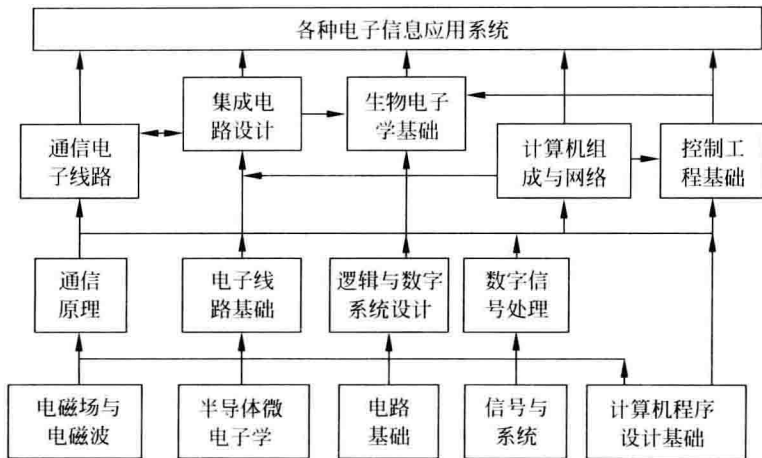 各种电子信息应用系统
集成电
路设计
生物电子
学基础
通信电
子线路
计算机组
成与网络
控制工
程基础
通信
原理
电子线
路基础
逻辑与数字
系统设计
数字信
号处理
电磁场与
电磁波
半导体微
电子学
电路
基础
信号与
系统
计算机程序
设计基础